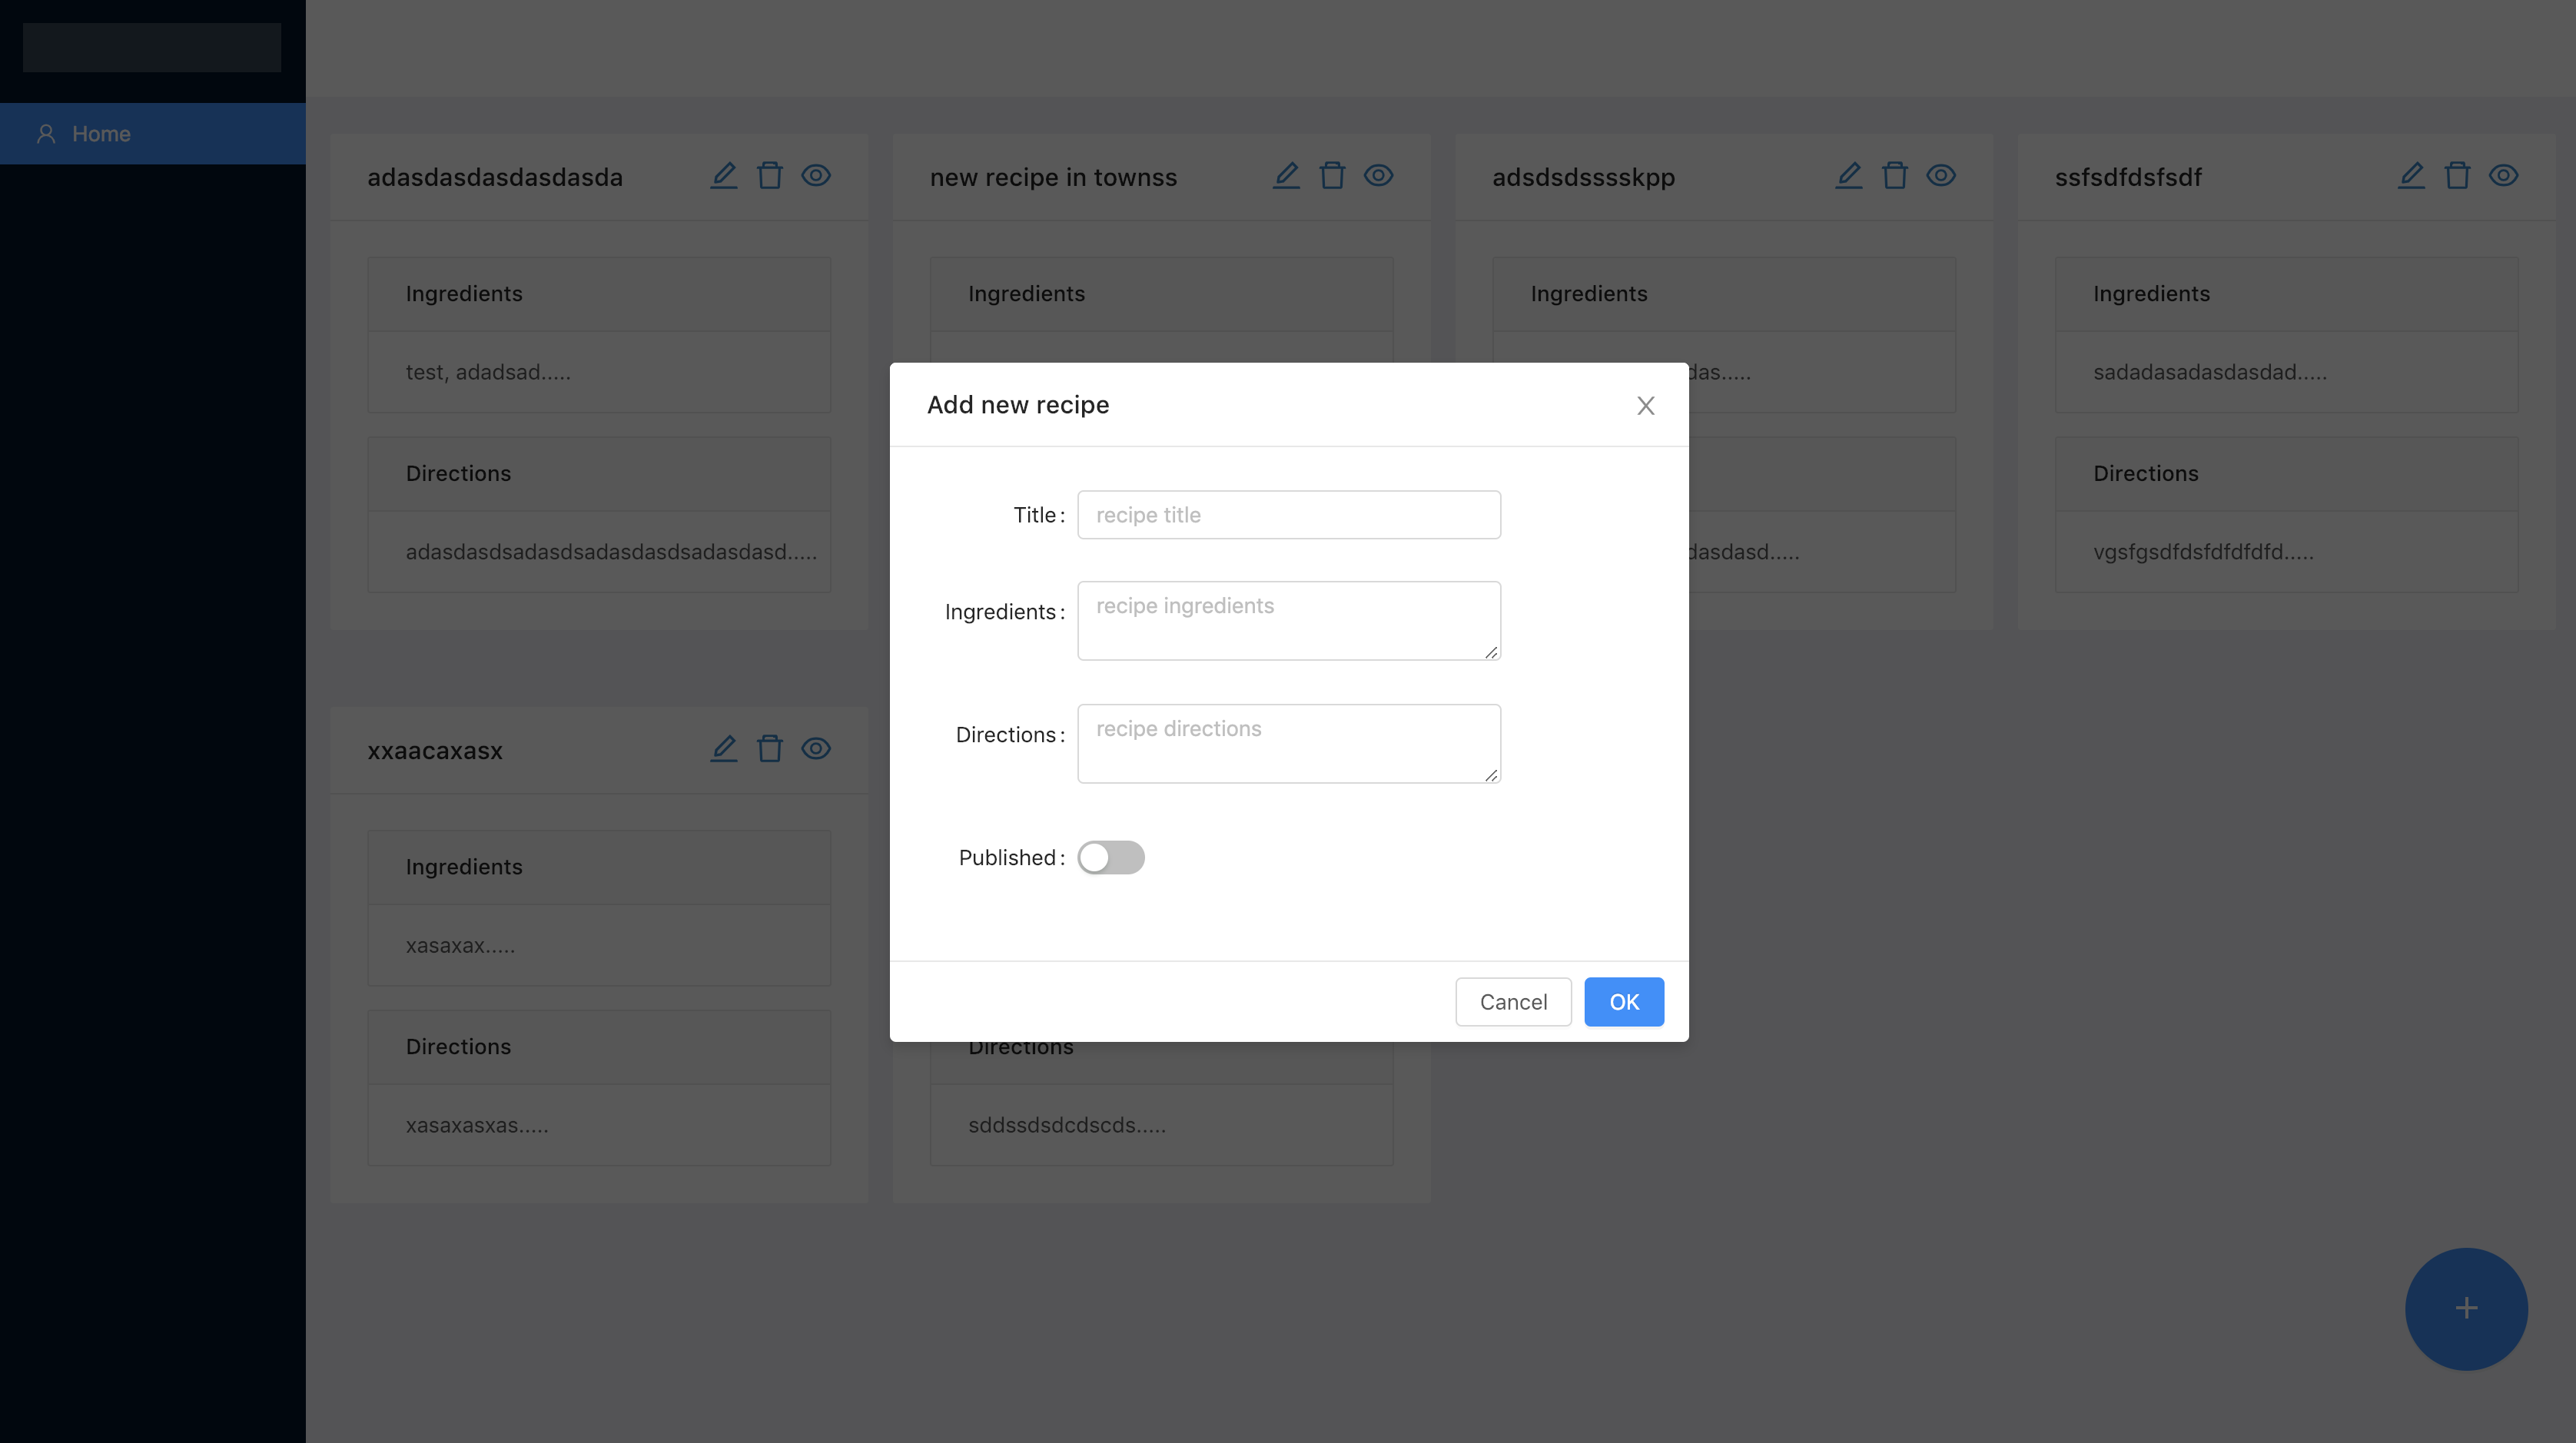 Home
adasdasdasdasdasda
new recipe in townss
adsdsdsssskpp
ssfsdfdsfsdf
Ingredients
Ingredients
Ingredients
Ingredients
test, adadsad.....
das.....
sadadasadasdasdad.....
Directions
Directions
adasdasdsadasdsadasdasdsadasdasd.....
dasdasd.....
vgsfgsdfdsfdfdfdfd.....
Add new recipe
Title:
recipe title
Ingredients:
recipe ingredients
Directions:
recipe directions
Published:
Cancel
OK
xxaacaxasx
Ingredients
xasaxax.....
Directions
Directions
xasaxasxas.....
sddssdsdcdscds.....